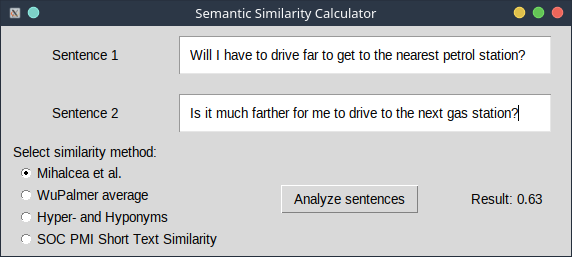 Semantic Similarity Calculator
Sentence 1
Will I have to drive far to get to the nearest petrol station?
Sentence 2
Is it much farther for me to drive to the next gas station?
Select similarity method:
Mihalcea et al.
WuPalmer average
Hyper- and Hyponyms
SOC PMI Short Text Similarity
Analyze sentences
Result: 0.63